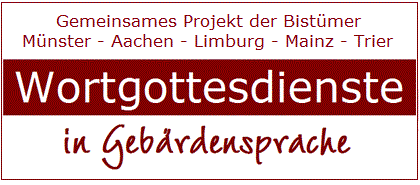 Gemeinsames Projekt der Bistümer
Münster - Aachen - Limburg - Mainz - Trier
Wortgottesdienste
in Gebärdensprache